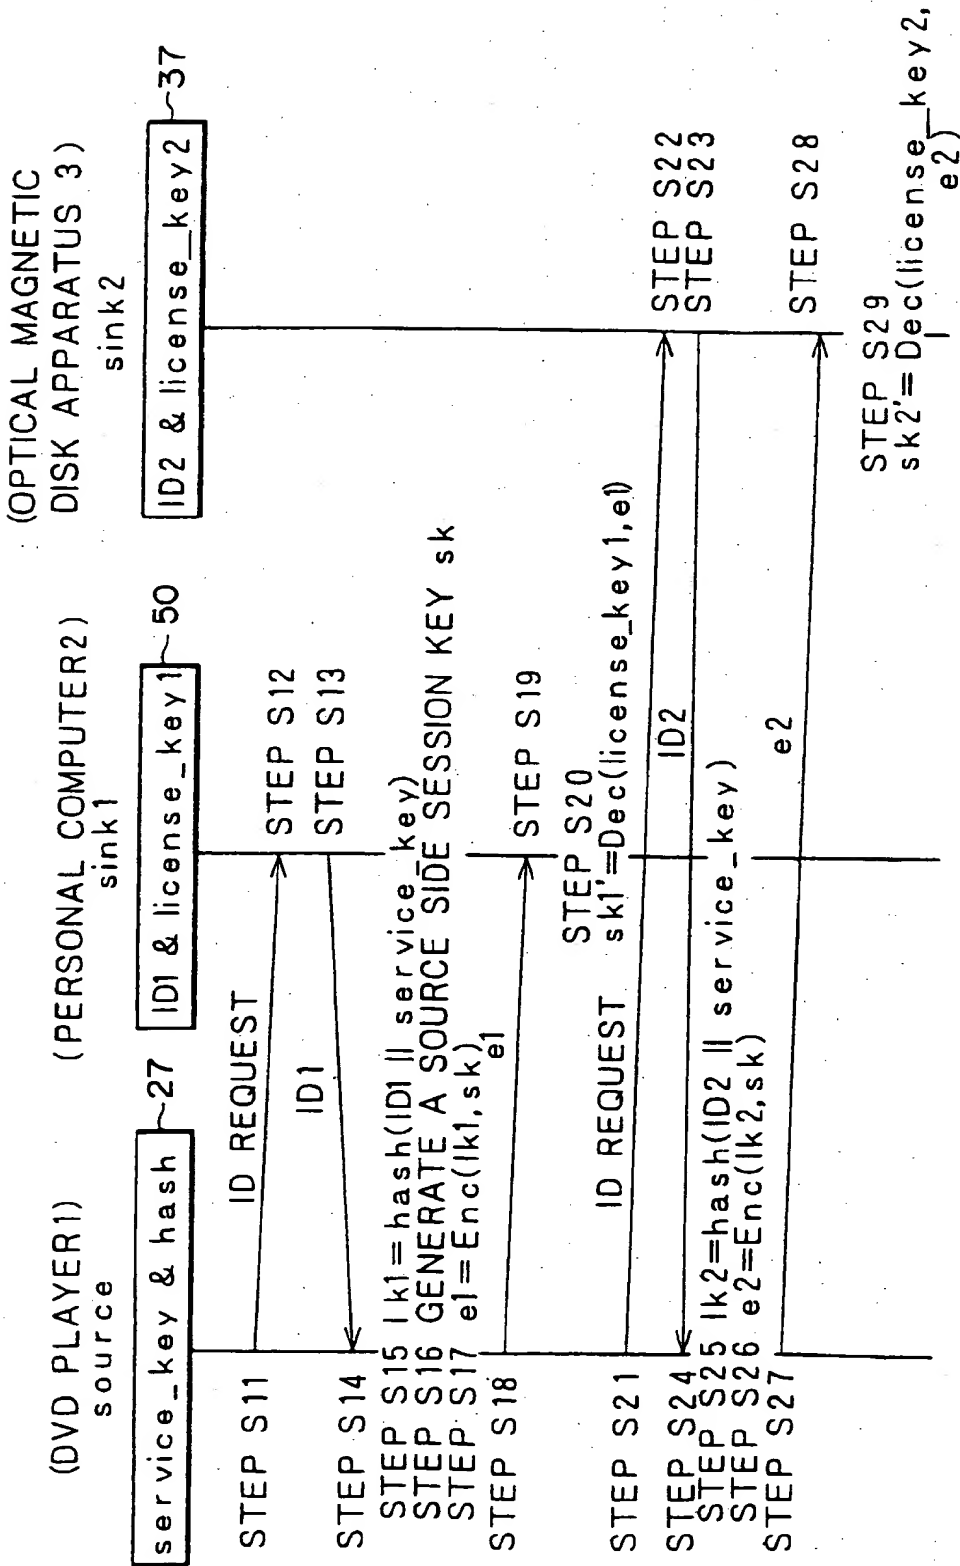 (DVD PLAYER1)
source
service_key & hash
27
(PERSONAL COMPUTER2)
sink1
ID1 & license_key1
50
(OPTICAL MAGNETIC
DISK APPARATUS 3)
sink2
ID2 & license_key2
37
STEP S11
ID REQUEST
STEP S12
ID1
STEP S13
STEP S14
STEP S15 lk1=hash(ID1 || service_key)
STEP S16 GENERATE A SOURCE SIDE SESSION KEY sk
STEP S17 e1=Enc(lk1,sk)
STEP S18
e1
STEP S19
STEP S20
sk1'=Dec(license_key1,e1)
STEP S21
ID REQUEST
STEP S22
ID2
STEP S23
STEP S24
STEP S25 lk2=hash(ID2 || service_key)
STEP S26 e2=Enc(lk2,sk)
STEP S27
e2
STEP S28
STEP S29
sk2'=Dec(license_key2,
e2)